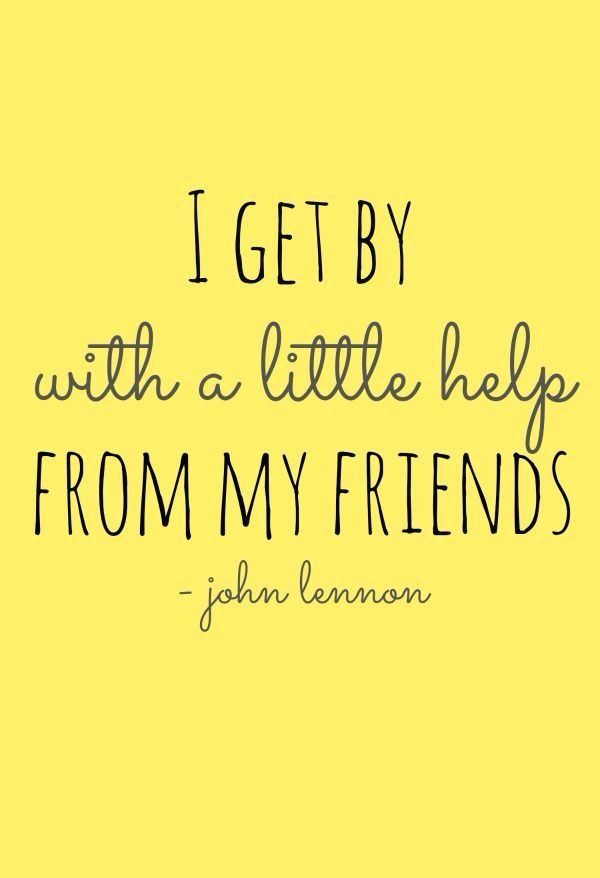 I GET BY
with a little help
FROM MY FRIENDS
- john lennon